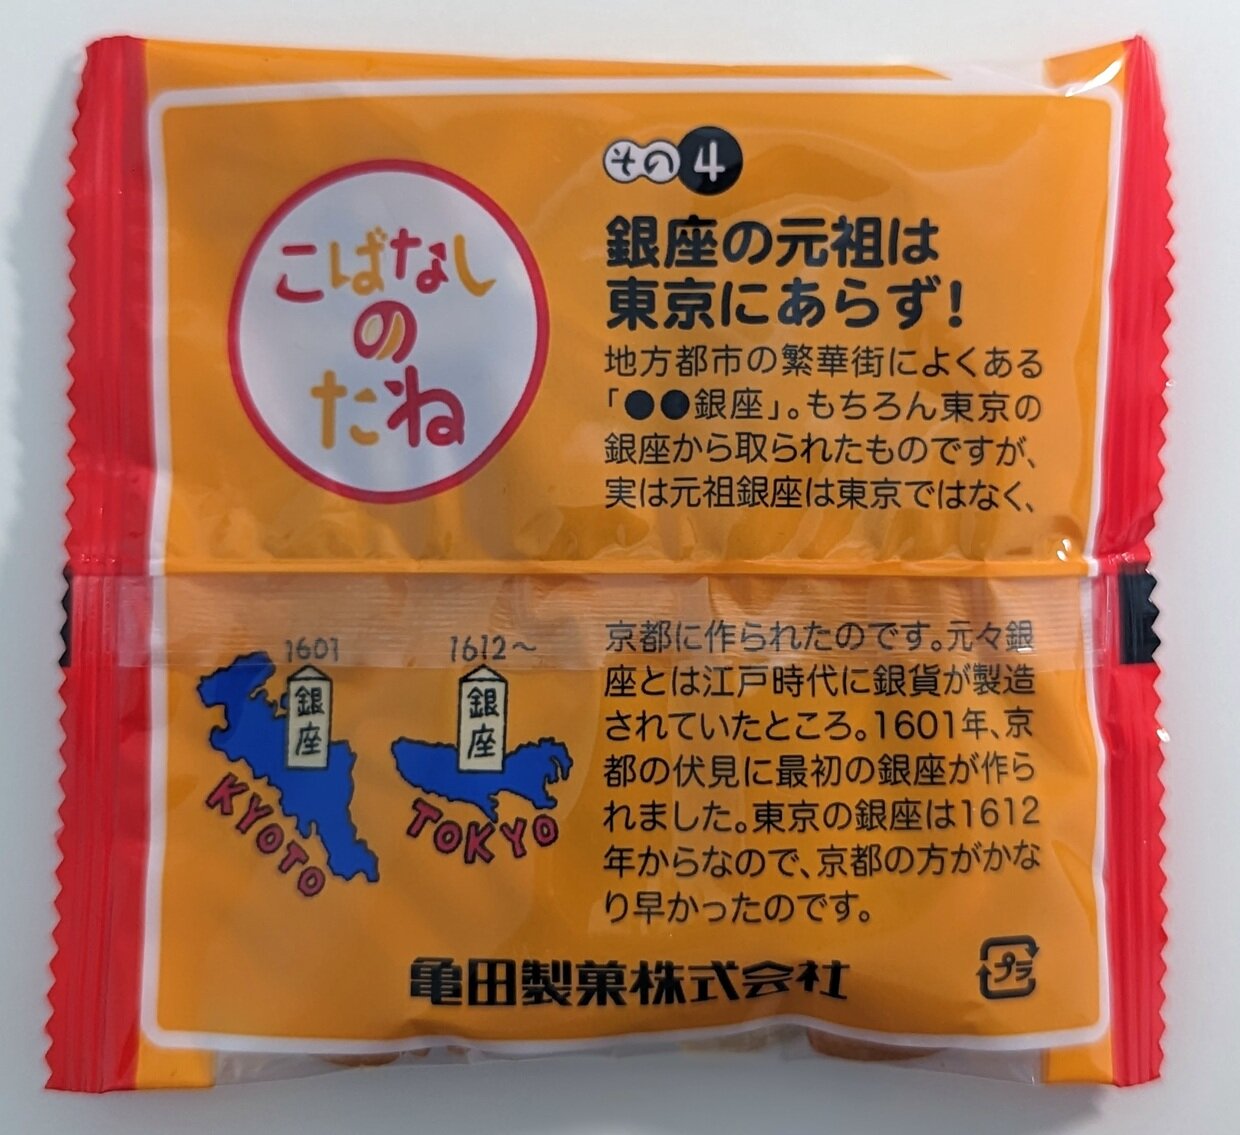 こばなし
の
たね
その4
銀座の元祖は
東京にあらず!
地方都市の繁華街によくある
「●●銀座」。もちろん東京の
銀座から取られたものですが、
実は元祖銀座は東京ではなく、
京都に作られたのです。元々銀
座とは江戸時代に銀貨が製造
されていたところ。1601年、京
都の伏見に最初の銀座が作ら
れました。東京の銀座は1612
年からなので、京都の方がかな
り早かったのです。
1601
銀座
KYOTO
1612~
銀座
TOKYO
亀田製菓株式会社
プラ